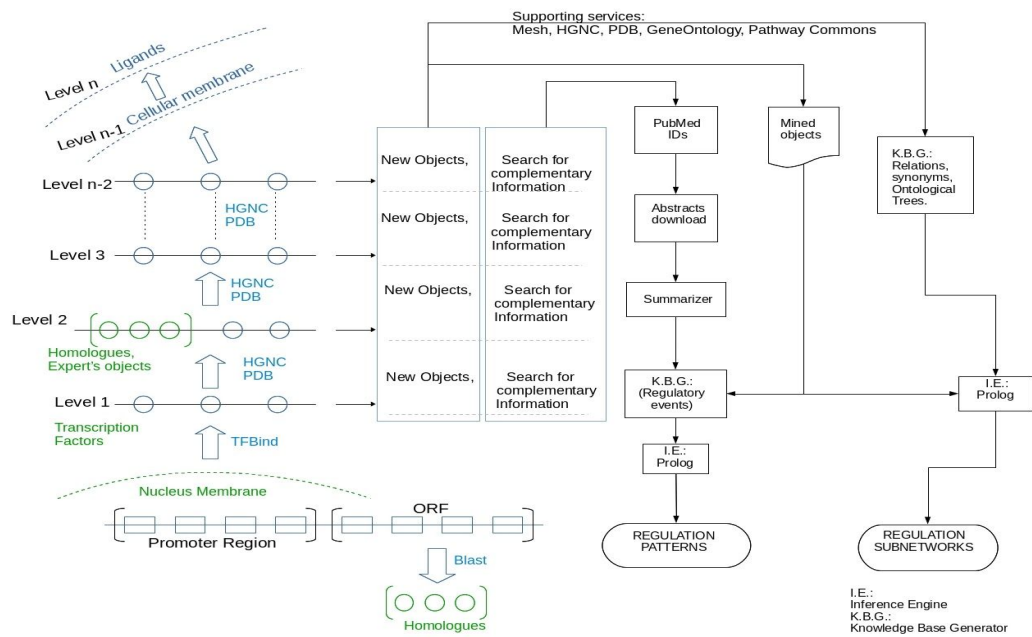 Supporting services:
Mesh, HGNC, PDB, GeneOntology, Pathway Commons
Level n
Ligands
Level n-1
Cellular membrane
Level n-2
HGNC
PDB
Level 3
HGNC
PDB
Level 2
Homologues,
Expert's objects
HGNC
PDB
Level 1
Transcription
Factors
TFBind
Nucleus Membrane
ORF
Promoter Region
Blast
Homologues
New Objects,
Search for
complementary
Information
New Objects,
Search for
complementary
Information
New Objects,
Search for
complementary
Information
New Objects,
Search for
complementary
Information
PubMed
IDs
Abstracts
download
Summarizer
K.B.G.:
(Regulatory
events)
I.E.:
Prolog
REGULATION
PATTERNS
Mined
objects
K.B.G.:
Relations,
synonyms,
Ontological
Trees.
I.E.:
Prolog
REGULATION
SUBNETWORKS
I.E.:
Inference Engine
K.B.G.:
Knowledge Base Generator